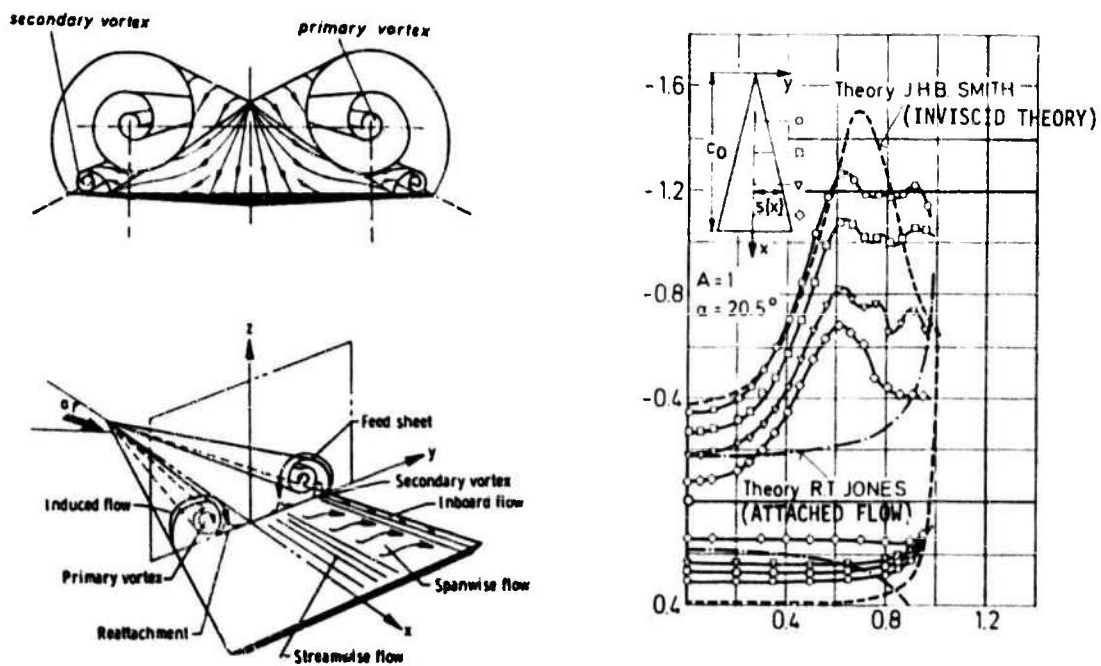 secondary vortex
primary vortex
z
Feed sheet
y
Secondary vortex
Inboard flow
Induced flow
Primary vortex
Spanwise flow
Reattachment
x
Streamwise flow
-1.6
-1.2
-0.8
-0.4
0.4
y
Theory J.H.B. SMITH
(INVISCID THEORY)
c0
s(x)
x
A = 1
α = 20.5°
Theory R.T. JONES
(ATTACHED FLOW)
0.4
0.8
1.2